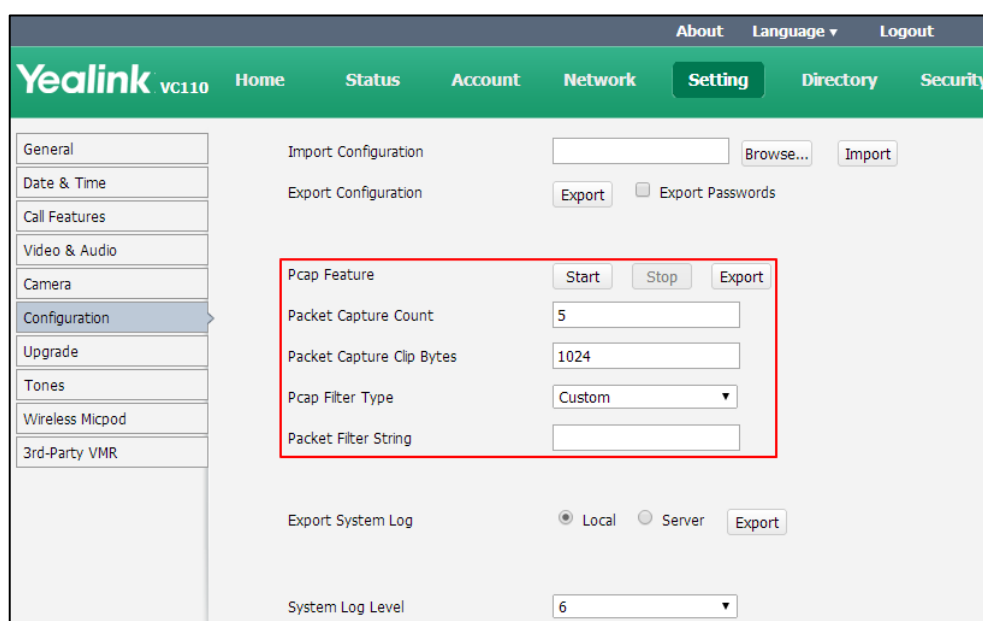 About Language ▾ Logout
Yealink VC110 Home Status Account Network Setting Directory Security
General
Date & Time
Call Features
Video & Audio
Camera
Configuration
Upgrade
Tones
Wireless Micpod
3rd-Party VMR
Import Configuration Browse... Import
Export Configuration Export Export Passwords
Pcap Feature Start Stop Export
Packet Capture Count 5
Packet Capture Clip Bytes 1024
Pcap Filter Type Custom ▼
Packet Filter String
Export System Log Local Server Export
System Log Level 6 ▼